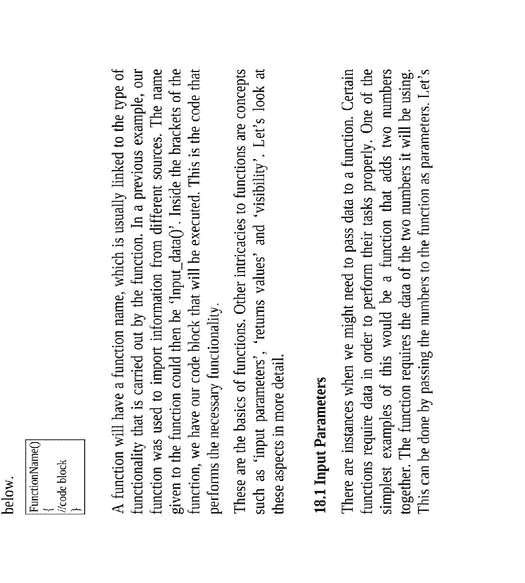 below.
FunctionName()
{
//code block
}
A function will have a function name, which is usually linked to the type of
functionality that is carried out by the function. In a previous example, our
function was used to import information from different sources. The name
given to the function could then be ‘Input_data()’. Inside the brackets of the
function, we have our code block that will be executed. This is the code that
performs the necessary functionality.
These are the basics of functions. Other intricacies to functions are concepts
such as ‘input parameters’, ‘returns values’ and ‘visibility’. Let’s look at
these aspects in more detail.
18.1 Input Parameters
There are instances when we might need to pass data to a function. Certain
functions require data in order to perform their tasks properly. One of the
simplest examples of this would be a function that adds two numbers
together. The function requires the data of the two numbers it will be using.
This can be done by passing the numbers to the function as parameters. Let’s